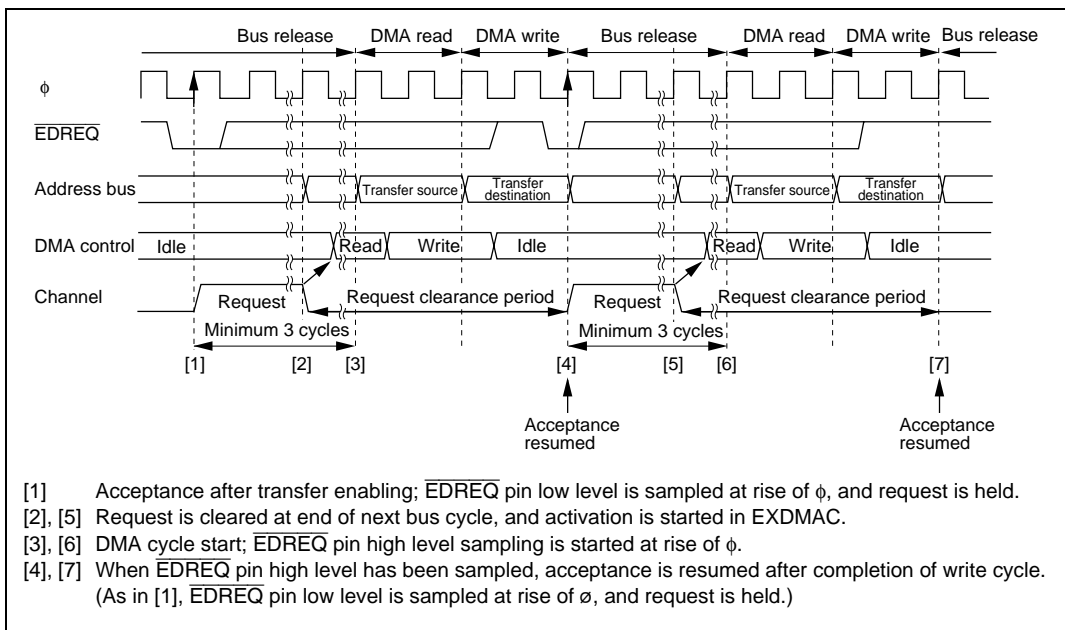 Bus release DMA read DMA write Bus release DMA read DMA write Bus release
φ
EDREQ
Address bus Transfer source Transfer destination Transfer source Transfer destination
DMA control Idle Read Write Idle Read Write Idle
Channel Request Request clearance period Request Request clearance period
Minimum 3 cycles Minimum 3 cycles
[1] [2] [3] [4] [5] [6] [7]
Acceptance resumed Acceptance resumed
[1] Acceptance after transfer enabling; EDREQ pin low level is sampled at rise of φ, and request is held.
[2], [5] Request is cleared at end of next bus cycle, and activation is started in EXDMAC.
[3], [6] DMA cycle start; EDREQ pin high level sampling is started at rise of φ.
[4], [7] When EDREQ pin high level has been sampled, acceptance is resumed after completion of write cycle.
(As in [1], EDREQ pin low level is sampled at rise of ø, and request is held.)